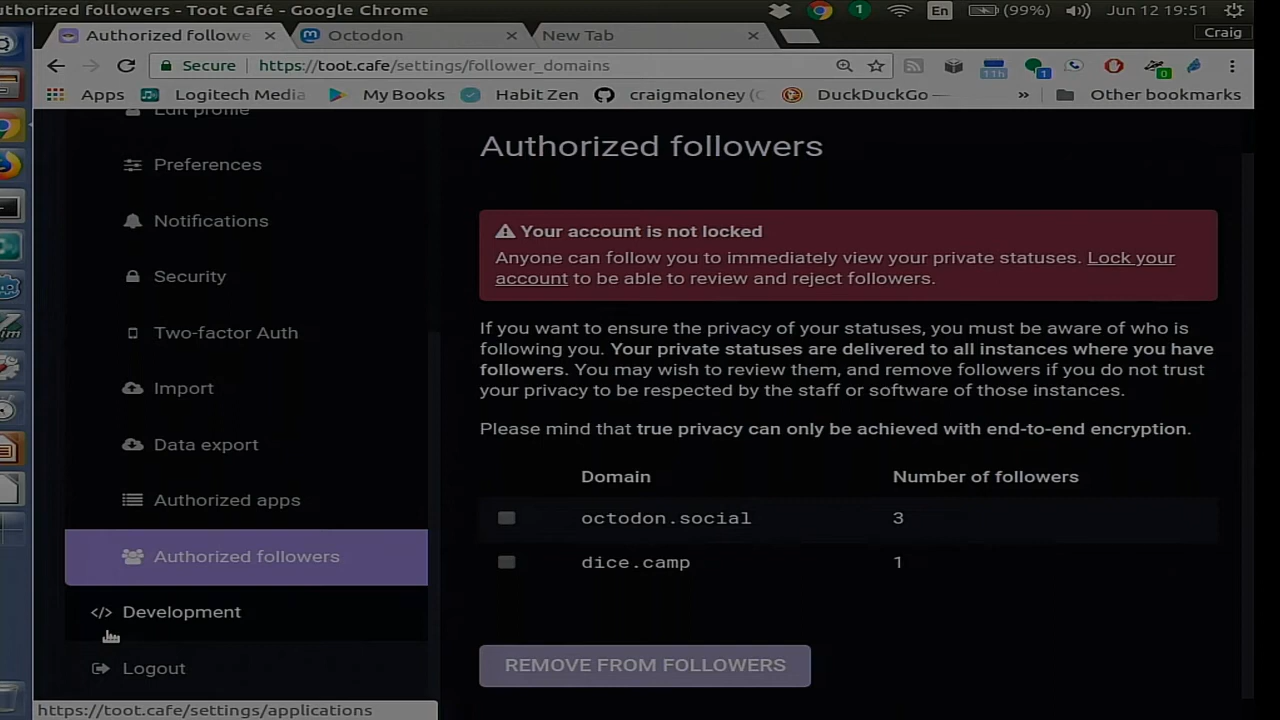 uthorized followers - Toot Café - Google Chrome
1
En
(99%)
Jun 12 19:51
Authorized followe
Octodon
New Tab
Craig
Secure
https://toot.cafe/settings/follower_domains
11h
1
0
Apps
Logitech Media
My Books
Habit Zen
craigmaloney (
DuckDuckGo —
»
Other bookmarks
Edit profile
Preferences
Notifications
Security
Two-factor Auth
Import
Data export
Authorized apps
Authorized followers
</> Development
Logout
https://toot.cafe/settings/applications
Authorized followers
Your account is not locked
Anyone can follow you to immediately view your private statuses. Lock your
account to be able to review and reject followers.
If you want to ensure the privacy of your statuses, you must be aware of who is
following you. Your private statuses are delivered to all instances where you have
followers. You may wish to review them, and remove followers if you do not trust
your privacy to be respected by the staff or software of those instances.
Please mind that true privacy can only be achieved with end-to-end encryption.
Domain Number of followers
octodon.social 3
dice.camp 1
REMOVE FROM FOLLOWERS